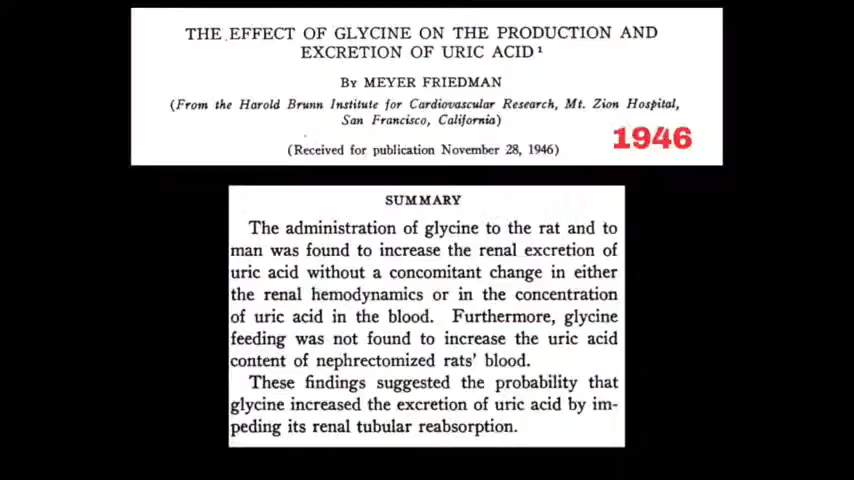 THE EFFECT OF GLYCINE ON THE PRODUCTION AND
EXCRETION OF URIC ACID¹
By MEYER FRIEDMAN
(From the Harold Brunn Institute for Cardiovascular Research, Mt. Zion Hospital,
San Francisco, California)
(Received for publication November 28, 1946)
1946
SUMMARY
The administration of glycine to the rat and to
man was found to increase the renal excretion of
uric acid without a concomitant change in either
the renal hemodynamics or in the concentration
of uric acid in the blood. Furthermore, glycine
feeding was not found to increase the uric acid
content of nephrectomized rats' blood.
These findings suggested the probability that
glycine increased the excretion of uric acid by im-
peding its renal tubular reabsorption.